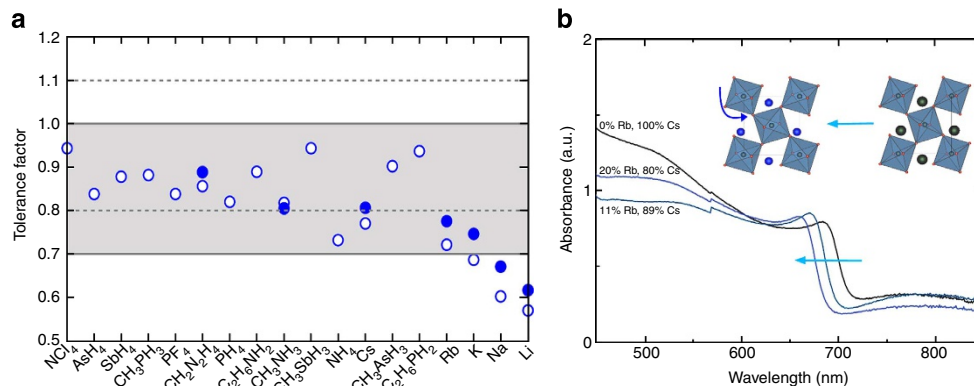 a
1.2
1.1
1.0
0.9
0.8
0.7
0.6
0.5
Tolerance factor
NCl4
AsH4
SbH4
CH3PH3
PF4
CH2N2H4
PH4
C2H6NH2
CH3NH3
CH3SbH3
NH4
Cs
CH3AsH3
C2H6PH2
Rb
K
Na
Li
b
2
1
0
Absorbance (a.u.)
0% Rb, 100% Cs
20% Rb, 80% Cs
11% Rb, 89% Cs
500
600
700
800
Wavelength (nm)